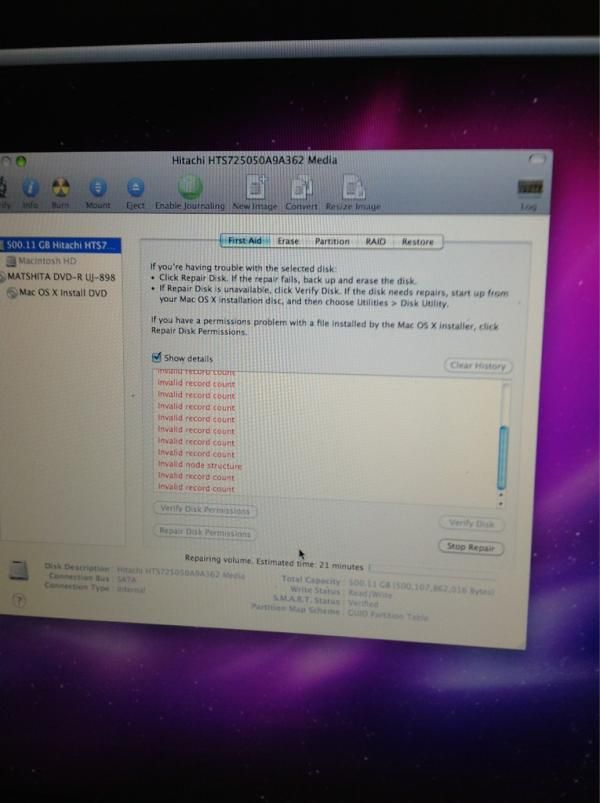 Hitachi HTS725050A9A362 Media
Info Burn Mount Eject Enable Journaling New Image Convert Resize Image Log
500.11 GB Hitachi HTS7...
Macintosh HD
MATSHITA DVD-R UJ-898
Mac OS X Install DVD
First Aid Erase Partition RAID Restore
If you're having trouble with the selected disk:
• Click Repair Disk. If the repair fails, back up and erase the disk.
• If Repair Disk is unavailable, click Verify Disk. If the disk needs repairs, start up from
your Mac OS X installation disc, and then choose Utilities > Disk Utility.
If you have a permissions problem with a file installed by the Mac OS X installer, click
Repair Disk Permissions.
Show details
Clear History
Invalid record count
Invalid record count
Invalid record count
Invalid record count
Invalid record count
Invalid record count
Invalid record count
Invalid record count
Invalid node structure
Invalid record count
Invalid record count
Verify Disk Permissions
Verify Disk
Repair Disk Permissions
Stop Repair
Repairing volume. Estimated time: 21 minutes
Disk Description : Hitachi HTS725050A9A362 Media
Connection Bus : SATA
Connection Type : Internal
Total Capacity : 500.11 GB (500,107,862,016 Bytes)
Write Status : Read/Write
S.M.A.R.T. Status : Verified
Partition Map Scheme : GUID Partition Table
?